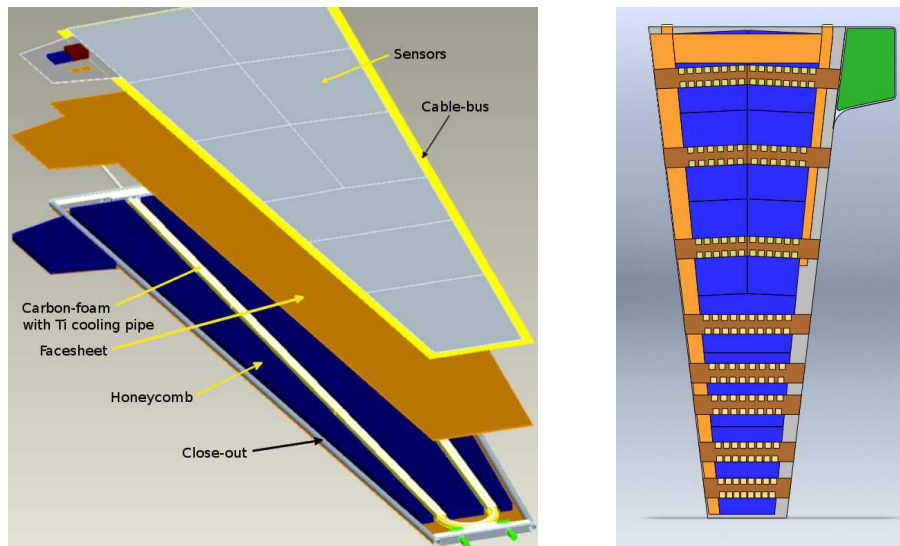 Sensors
Cable-bus
Carbon-foam
with Ti cooling pipe
Facesheet
Honeycomb
Close-out